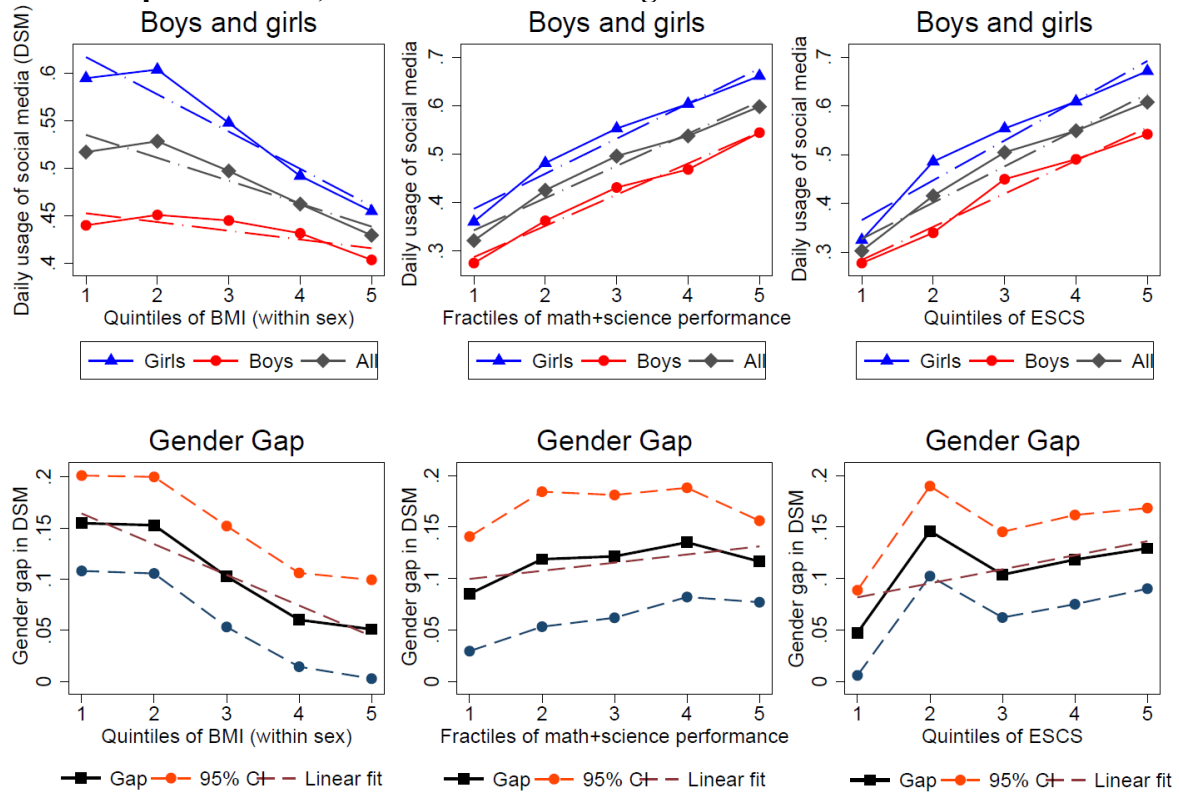 Boys and girls
Daily usage of social media (DSM)
.4 .45 .5 .55 .6
1 2 3 4 5
Quintiles of BMI (within sex)
Girls Boys All
Boys and girls
Daily usage of social media
.3 .4 .5 .6 .7
1 2 3 4 5
Fractiles of math+science performance
Girls Boys All
Boys and girls
Daily usage of social media
.3 .4 .5 .6 .7
1 2 3 4 5
Quintiles of ESCS
Girls Boys All
Gender Gap
Gender gap in DSM
0 .05 .1 .15 .2
1 2 3 4 5
Quintiles of BMI (within sex)
Gap 95% CI Linear fit
Gender Gap
Gender gap in DSM
0 .05 .1 .15 .2
1 2 3 4 5
Fractiles of math+science performance
Gap 95% CI Linear fit
Gender Gap
Gender gap in DSM
0 .05 .1 .15 .2
1 2 3 4 5
Quintiles of ESCS
Gap 95% CI Linear fit